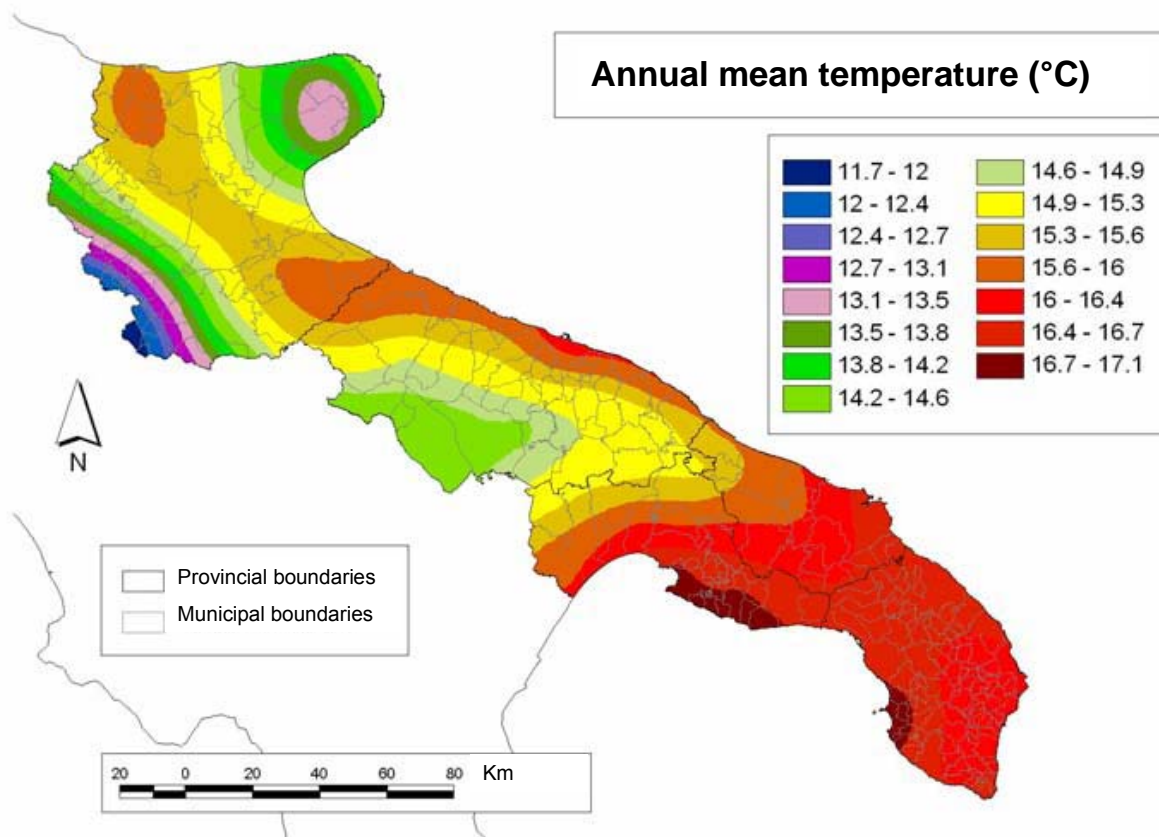 Annual mean temperature (°C)
11.7 - 12
12 - 12.4
12.4 - 12.7
12.7 - 13.1
13.1 - 13.5
13.5 - 13.8
13.8 - 14.2
14.2 - 14.6
14.6 - 14.9
14.9 - 15.3
15.3 - 15.6
15.6 - 16
16 - 16.4
16.4 - 16.7
16.7 - 17.1
N
Provincial boundaries
Municipal boundaries
20 0 20 40 60 80 Km